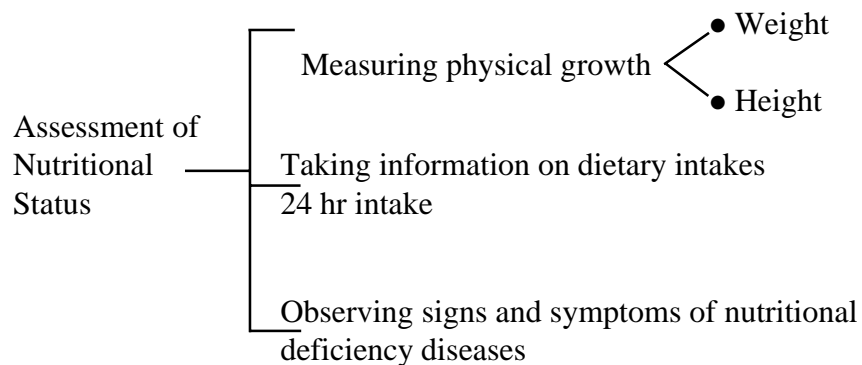 ● Weight
Measuring physical growth
● Height
Assessment of
Nutritional
Status
Taking information on dietary intakes
24 hr intake
Observing signs and symptoms of nutritional
deficiency diseases